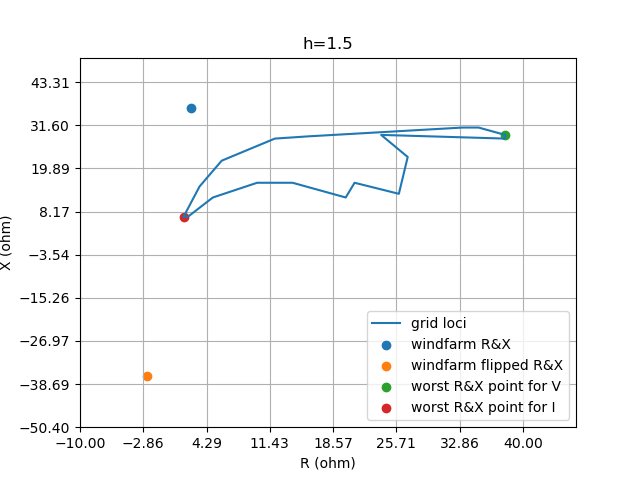 h=1.5
43.31
31.60
19.89
8.17
−3.54
−15.26
−26.97
−38.69
−50.40
X (ohm)
grid loci
windfarm R&X
windfarm flipped R&X
worst R&X point for V
worst R&X point for I
−10.00 −2.86 4.29 11.43 18.57 25.71 32.86 40.00
R (ohm)